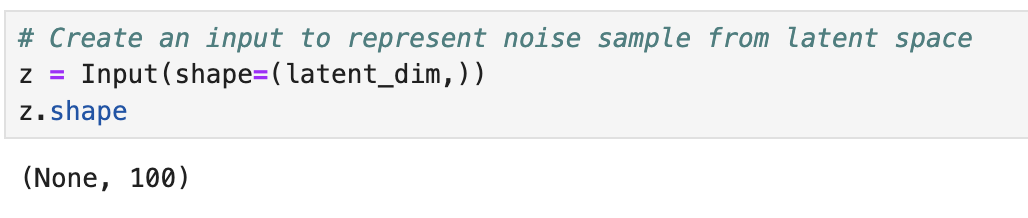 # Create an input to represent noise sample from latent space
z = Input(shape=(latent_dim,))
z.shape
(None, 100)